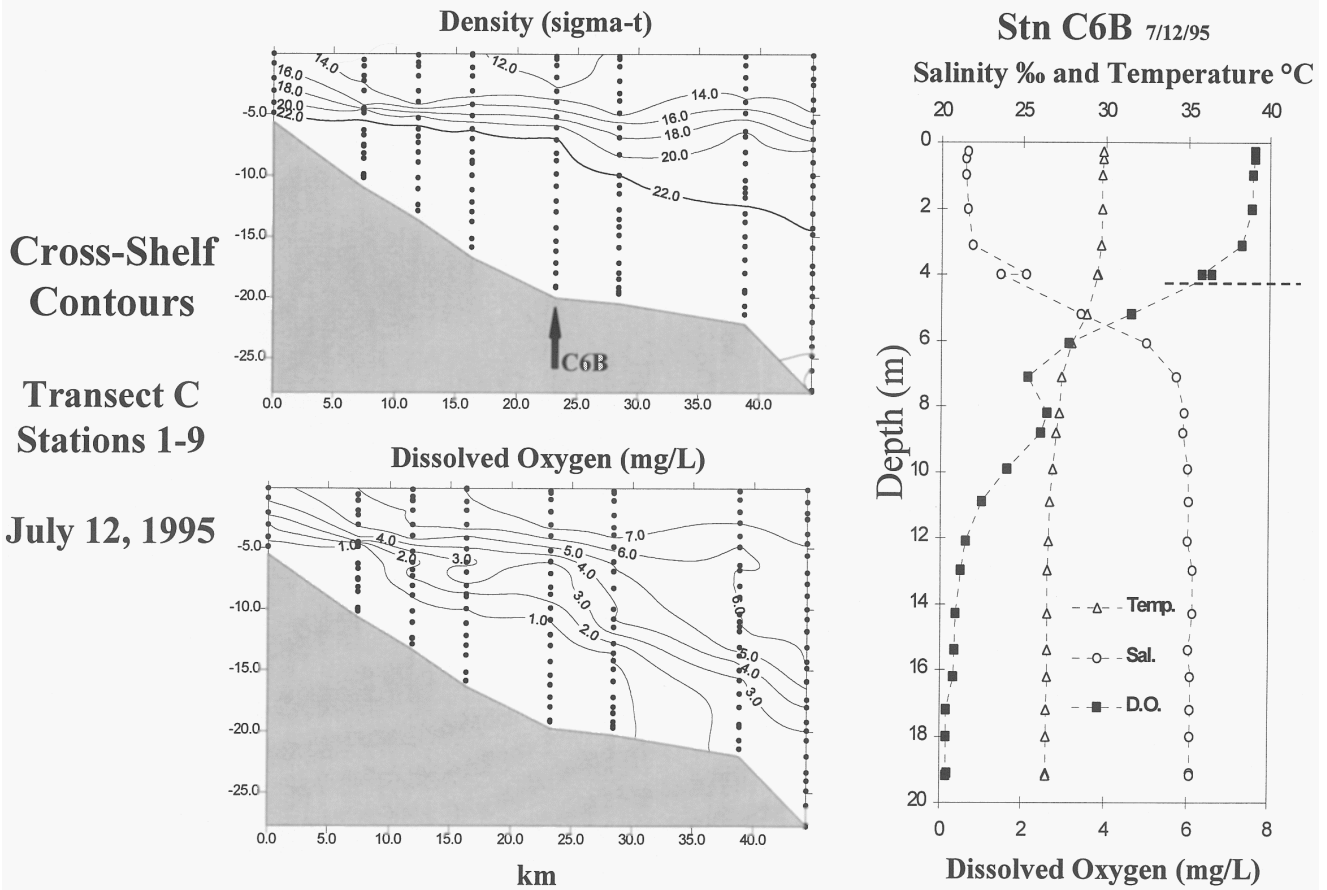 Density (sigma-t)
14.0
12.0
16.0
18.0
20.0
22.0
14.0
16.0
18.0
20.0
22.0
-5.0
-10.0
-15.0
-20.0
-25.0
C6B
0.0 5.0 10.0 15.0 20.0 25.0 30.0 35.0 40.0
Cross-Shelf
Contours
Transect C
Stations 1-9
July 12, 1995
Dissolved Oxygen (mg/L)
7.0
6.0
5.0
4.0
4.0
3.0
2.0
1.0
3.0
2.0
1.0
6.0
5.0
4.0
3.0
-5.0
-10.0
-15.0
-20.0
-25.0
0.0 5.0 10.0 15.0 20.0 25.0 30.0 35.0 40.0
km
Stn C6B 7/12/95
Salinity ‰ and Temperature °C
20 25 30 35 40
0
2
4
6
8
10
12
14
16
18
20
Depth (m)
Temp.
Sal.
D.O.
0 2 4 6 8
Dissolved Oxygen (mg/L)